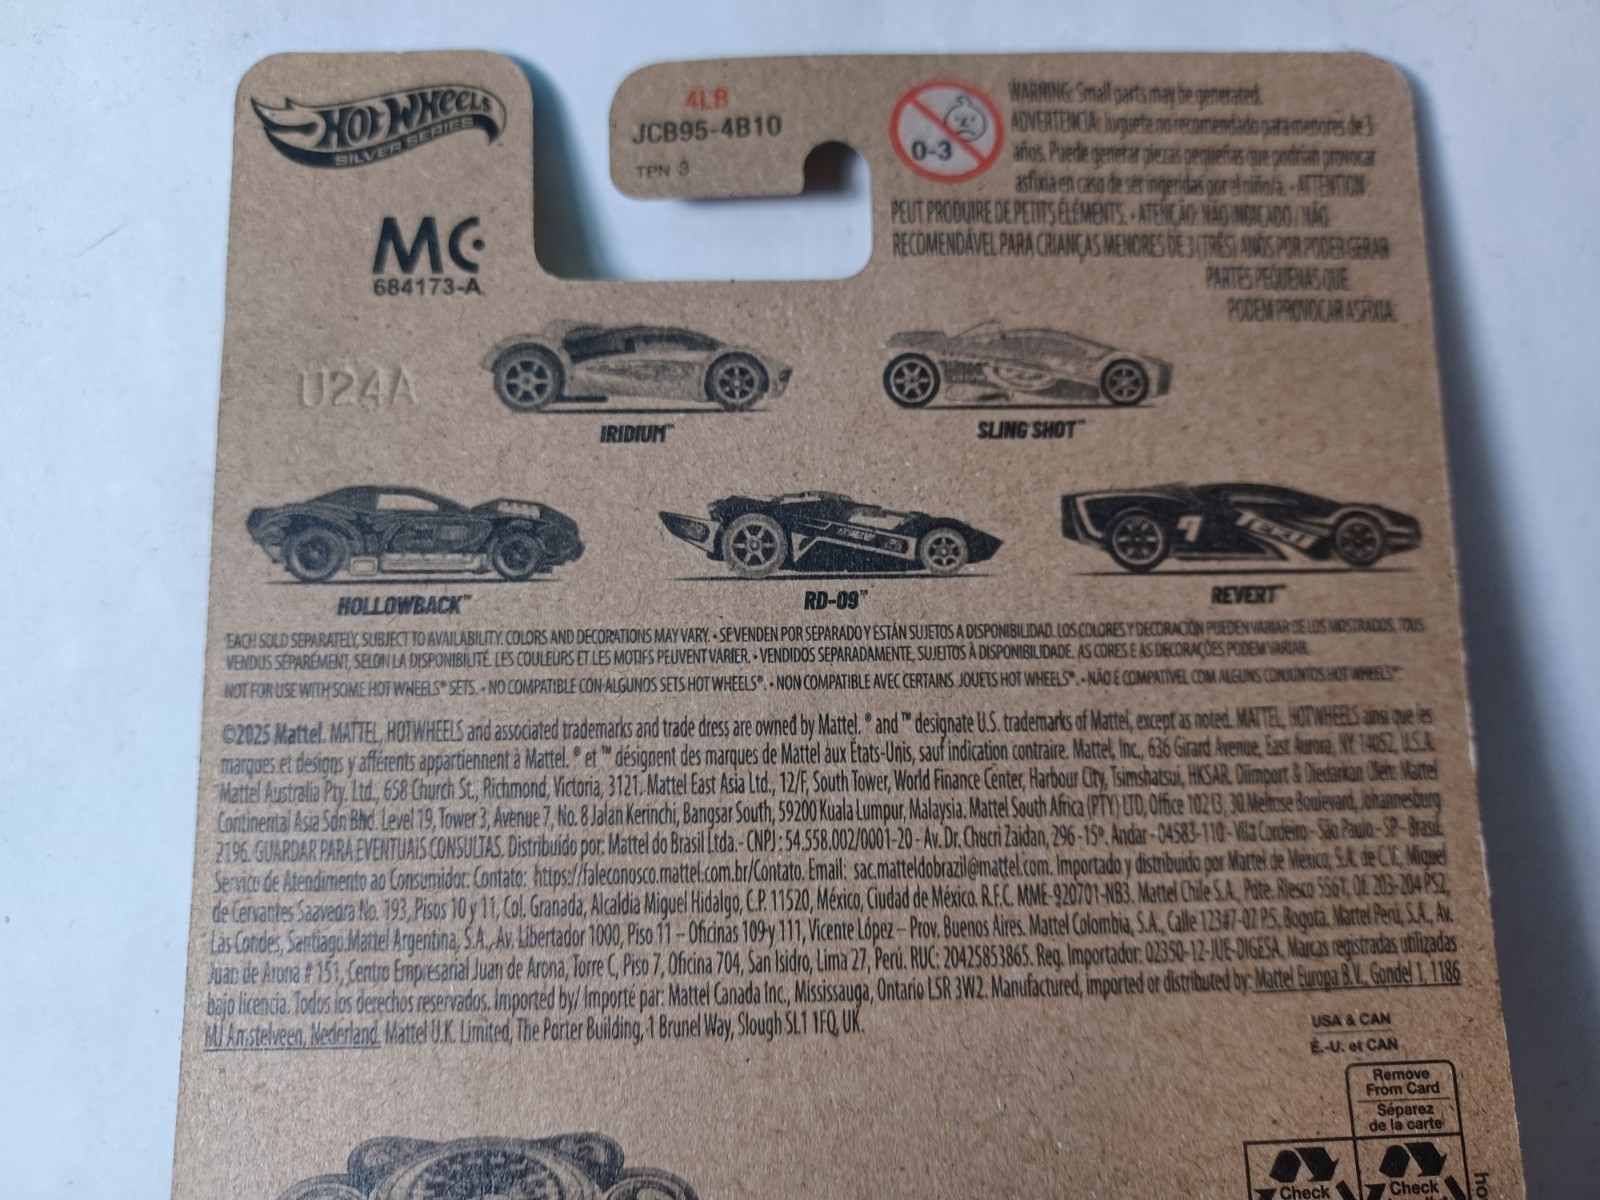 HOT WHEELS
SILVER SERIES
4LB
JCB95-4B10
TPN 3
0-3
WARNING: Small parts may be generated.
ADVERTENCIA: Juguete no recomendado para menores de 3
años. Puede generar piezas pequeñas que podrían provocar
asfixia en caso de ser ingeridas por el niño/a. • ATTENTION:
PEUT PRODUIRE DE PETITS ÉLÉMENTS. • ATENÇÃO: NÃO INDICADO / NÃO
RECOMENDÁVEL PARA CRIANÇAS MENORES DE 3 (TRÊS) ANOS POR PODER GERAR
PARTES PEQUENAS QUE
PODEM PROVOCAR ASFIXIA.
MC
684173-A
U24A
IRIDIUM™
SLING SHOT™
HOLLOWBACK™
RD-09™
REVERT™
EACH SOLD SEPARATELY, SUBJECT TO AVAILABILITY. COLORS AND DECORATIONS MAY VARY. • SE VENDEN POR SEPARADO Y ESTÁN SUJETOS A DISPONIBILIDAD. LOS COLORES Y DECORACIÓN PUEDEN VARIAR DE LOS MOSTRADOS. TOUS
VENDUS SÉPARÉMENT, SELON LA DISPONIBILITÉ. LES COULEURS ET LES MOTIFS PEUVENT VARIER. • VENDIDOS SEPARADAMENTE, SUJEITOS À DISPONIBILIDADE. AS CORES E AS DECORAÇÕES PODEM VARIAR.
NOT FOR USE WITH SOME HOT WHEELS® SETS. • NO COMPATIBLE CON ALGUNOS SETS HOT WHEELS®. • NON COMPATIBLE AVEC CERTAINS JOUETS HOT WHEELS®. • NÃO É COMPATÍVEL COM ALGUNS CONJUNTOS HOT WHEELS®
©2025 Mattel. MATTEL, HOTWHEELS and associated trademarks and trade dress are owned by Mattel. ® and ™ designate U.S. trademarks of Mattel, except as noted. MATTEL, HOTWHEELS ainsi que les
marques et designs y afférents appartiennent à Mattel. ® et ™ désignent des marques de Mattel aux États-Unis, sauf indication contraire. Mattel, Inc., 636 Girard Avenue, East Aurora, NY 14052, U.S.A.
Mattel Australia Pty. Ltd., 658 Church St., Richmond, Victoria, 3121. Mattel East Asia Ltd., 12/F, South Tower, World Finance Center, Harbour City, Tsimshatsui, HKSAR. Diimport & Diedarkan Oleh: Mattel
Continental Asia Sdn Bhd. Level 19, Tower 3, Avenue 7, No. 8 Jalan Kerinchi, Bangsar South, 59200 Kuala Lumpur, Malaysia. Mattel South Africa (PTY) LTD, Office 102I3, 30 Melrose Boulevard, Johannesburg
2196. GUARDAR PARA EVENTUAIS CONSULTAS. Distribuído por: Mattel do Brasil Ltda. - CNPJ : 54.558.002/0001-20 - Av. Dr. Chucri Zaidan, 296 - 15º. Andar - 04583-110 - Vila Cordeiro - São Paulo - SP - Brasil.
Serviço de Atendimento ao Consumidor: Contato: https://faleconosco.mattel.com.br/Contato. Email: sac.matteldobrazil@mattel.com. Importado y distribuido por Mattel de México, S.A. de C.V., Miguel
de Cervantes Saavedra No. 193, Pisos 10 y 11, Col. Granada, Alcaldía Miguel Hidalgo, C.P. 11520, México, Ciudad de México. R.F.C. MME-920701-NB3. Mattel Chile S.A., Pdte. Riesco 5561, Of. 203-204 PS2,
Las Condes, Santiago.Mattel Argentina, S.A.,-Av. Libertador 1000, Piso 11 – Oficinas 109 y 111, Vicente López – Prov. Buenos Aires. Mattel Colombia, S.A., Calle 123#7-07 P.5. Bogotá. Mattel Perú, S.A., Av.
Juan de Arona # 151, Centro Empresarial Juan de Arona, Torre C, Piso 7, Oficina 704, San Isidro, Lima 27, Perú. RUC: 20425853865. Reg. Importador: 02350-12-JUE-DIGESA. Marcas registradas utilizadas
bajo licencia. Todos los derechos reservados. Imported by/ Importé par: Mattel Canada Inc., Mississauga, Ontario L5R 3W2. Manufactured, imported or distributed by: Mattel Europa B.V., Gondel 1, 1186
MJ Amstelveen, Nederland. Mattel U.K. Limited, The Porter Building, 1 Brunel Way, Slough SL1 1FQ, UK.
USA & CAN
É.-U. et CAN
Remove
From Card
Séparez
de la carte
Check
Check